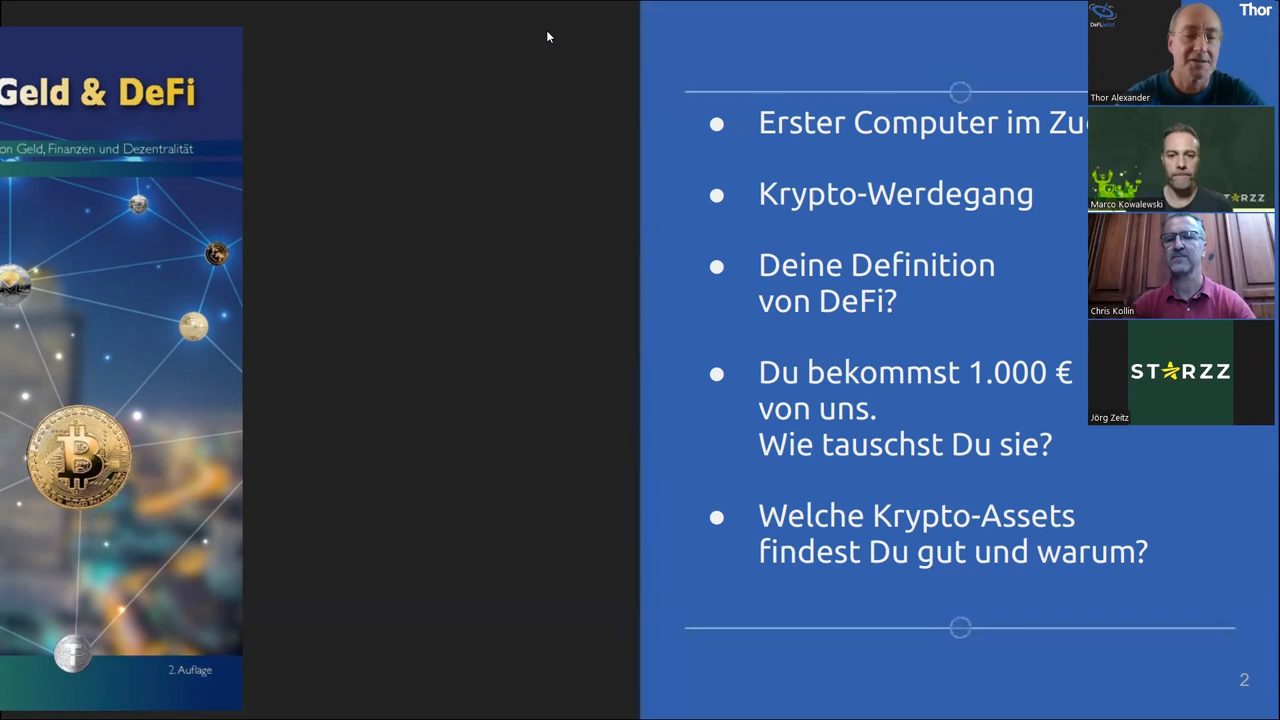 Geld & DeFi
on Geld, Finanzen und Dezentralität
2. Auflage
Erster Computer im
Krypto-Werdegang
Deine Definition
von DeFi?
Du bekommst 1.000 €
von uns.
Wie tauschst Du sie?
Welche Krypto-Assets
findest Du gut und warum?
2
Thor
DeFi.jetzt
Thor Alexander
Marco Kowalewski
Chris Kollin
STARZZ
Jörg Zeitz